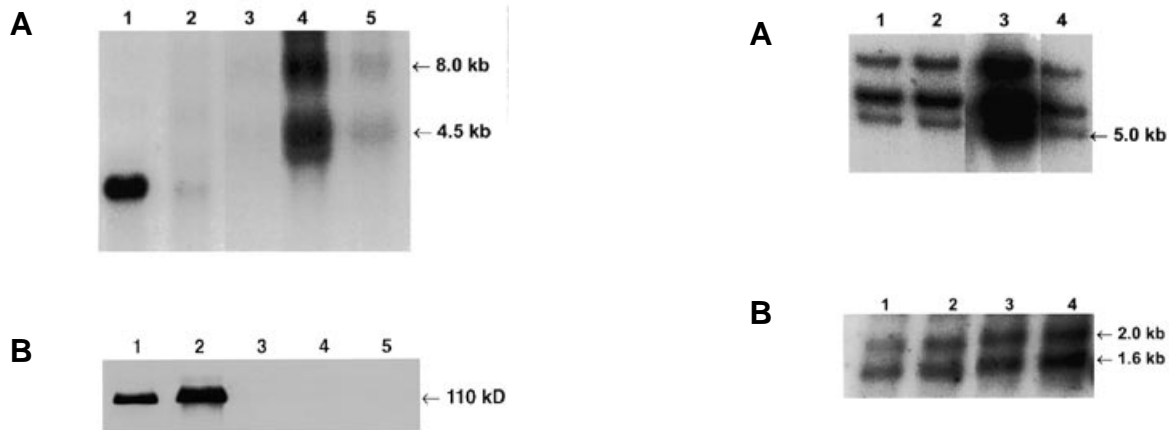 A
1 2 3 4 5
← 8.0 kb
← 4.5 kb
B
1 2 3 4 5
← 110 kD
A
1 2 3 4
← 5.0 kb
B
1 2 3 4
← 2.0 kb
← 1.6 kb